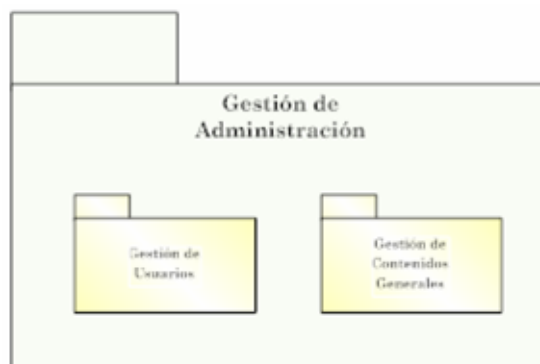 Gestión de
Administración
Gestión de
Usuarios
Gestión de
Contenidos
Generales